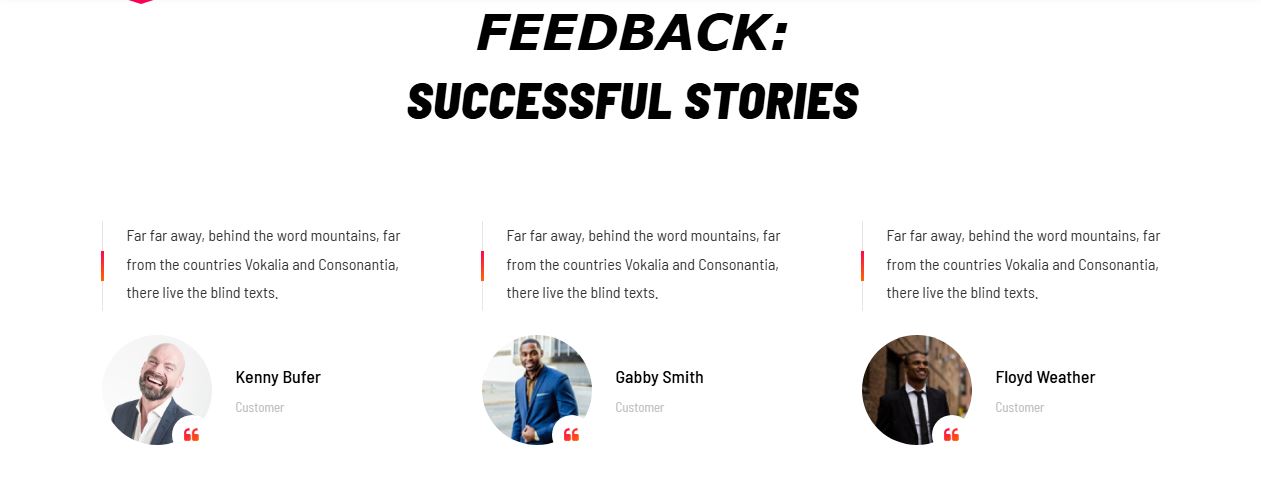 FEEDBACK:
SUCCESSFUL STORIES
Far far away, behind the word mountains, far
from the countries Vokalia and Consonantia,
there live the blind texts.
Kenny Bufer
Customer
Far far away, behind the word mountains, far
from the countries Vokalia and Consonantia,
there live the blind texts.
Gabby Smith
Customer
Far far away, behind the word mountains, far
from the countries Vokalia and Consonantia,
there live the blind texts.
Floyd Weather
Customer